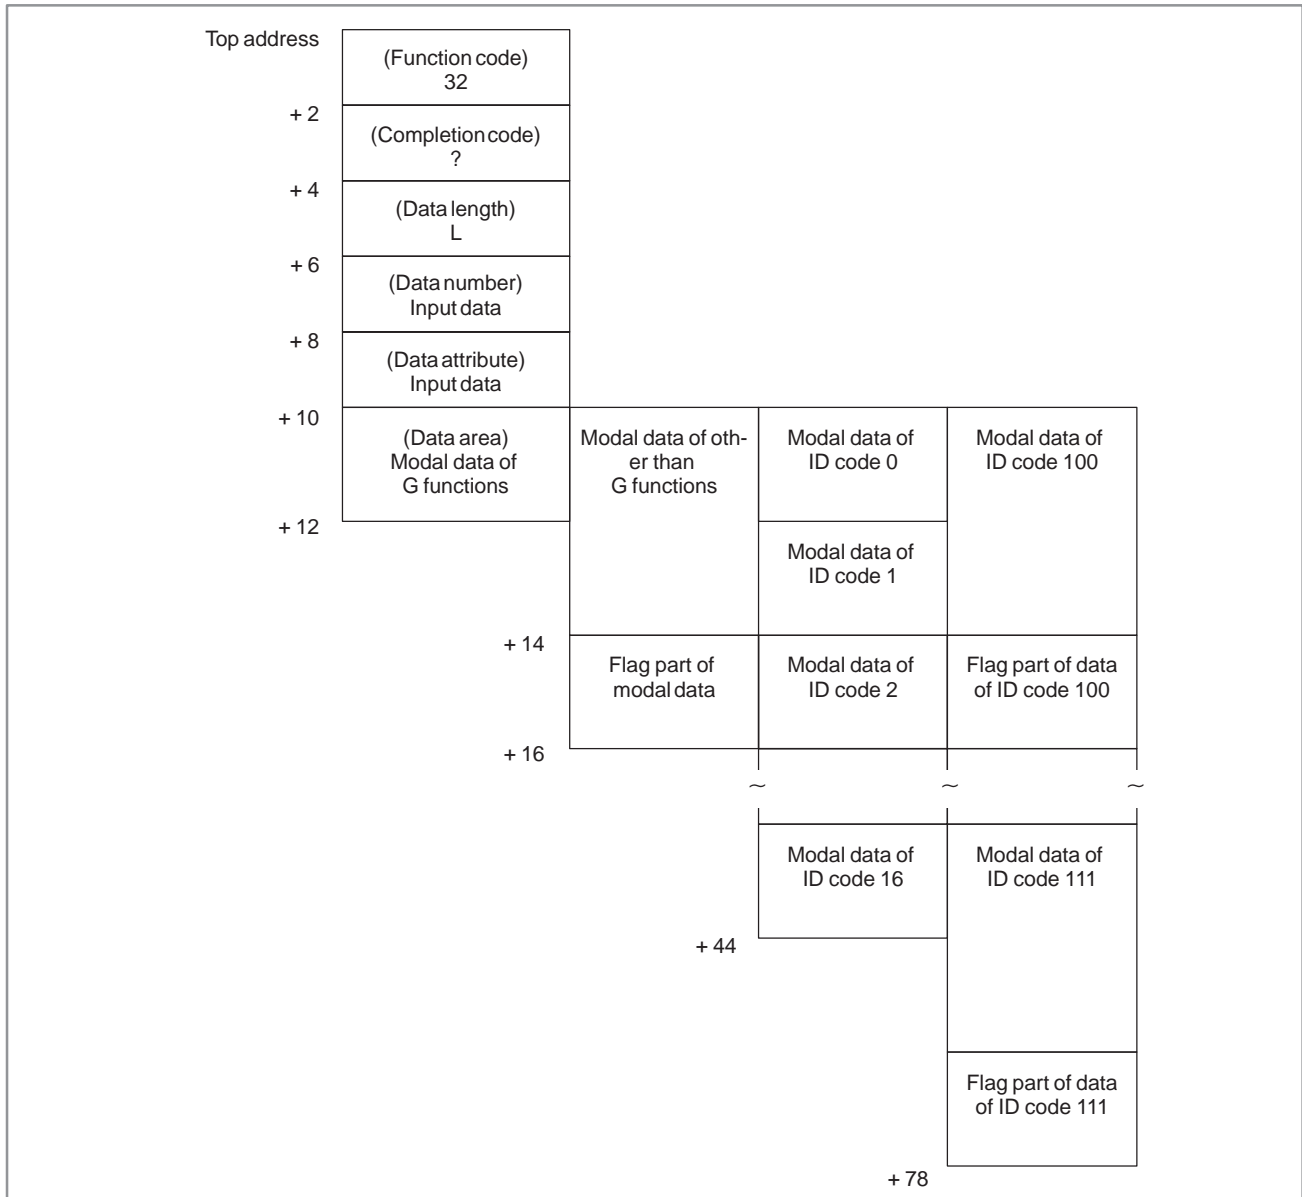 Top address
(Function code)
32
+ 2
(Completion code)
?
+ 4
(Data length)
L
+ 6
(Data number)
Input data
+ 8
(Data attribute)
Input data
+ 10
(Data area)
Modal data of
G functions
Modal data of oth-
er than
G functions
Modal data of
ID code 0
Modal data of
ID code 100
+ 12
Modal data of
ID code 1
+ 14
Flag part of
modal data
Modal data of
ID code 2
Flag part of data
of ID code 100
+ 16
~ ~ ~
Modal data of
ID code 16
Modal data of
ID code 111
+ 44
Flag part of data
of ID code 111
+ 78